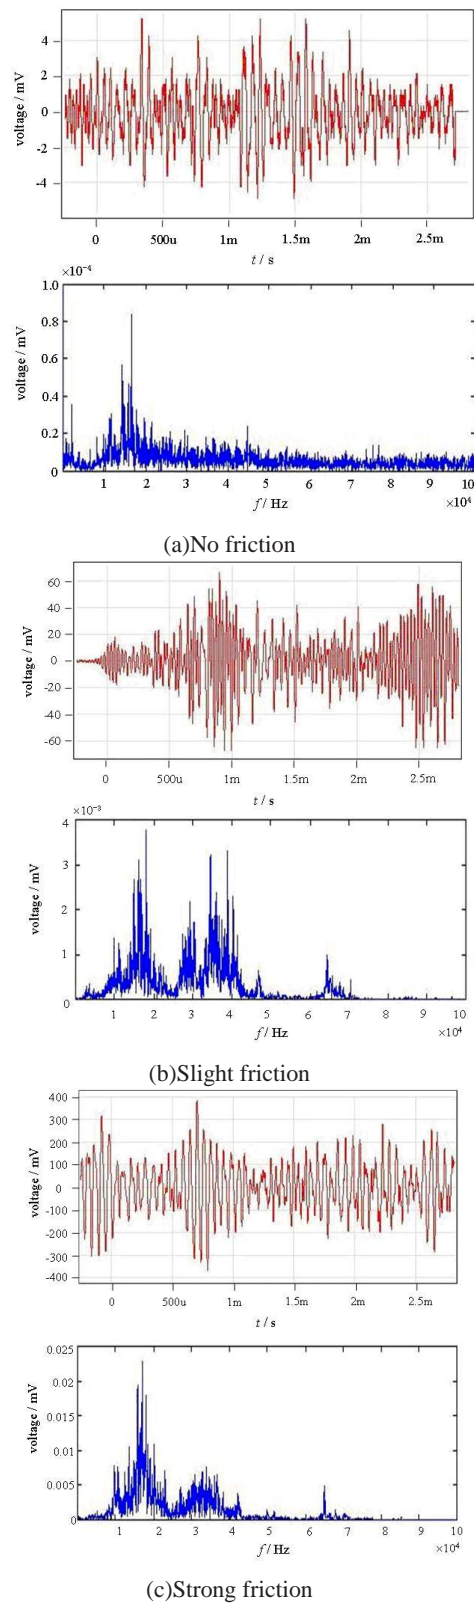 voltage / mV
4
2
0
-2
-4
0 500u 1m 1.5m 2m 2.5m
t / s
×10⁻⁴
voltage / mV
1.0
0.8
0.6
0.4
0.2
0
1 2 3 4 5 6 7 8 9 10
f / Hz
×10⁴
(a)No friction
voltage / mV
60
40
20
0
-20
-40
-60
0 500u 1m 1.5m 2m 2.5m
t / s
×10⁻³
voltage / mV
4
3
2
1
0
1 2 3 4 5 6 7 8 9 10
f / Hz
×10⁴
(b)Slight friction
voltage / mV
400
300
200
100
0
-100
-200
-300
-400
0 500u 1m 1.5m 2m 2.5m
t / s
voltage / mV
0.025
0.02
0.015
0.01
0.005
0
1 2 3 4 5 6 7 8 9 10
f / Hz
×10⁴
(c)Strong friction